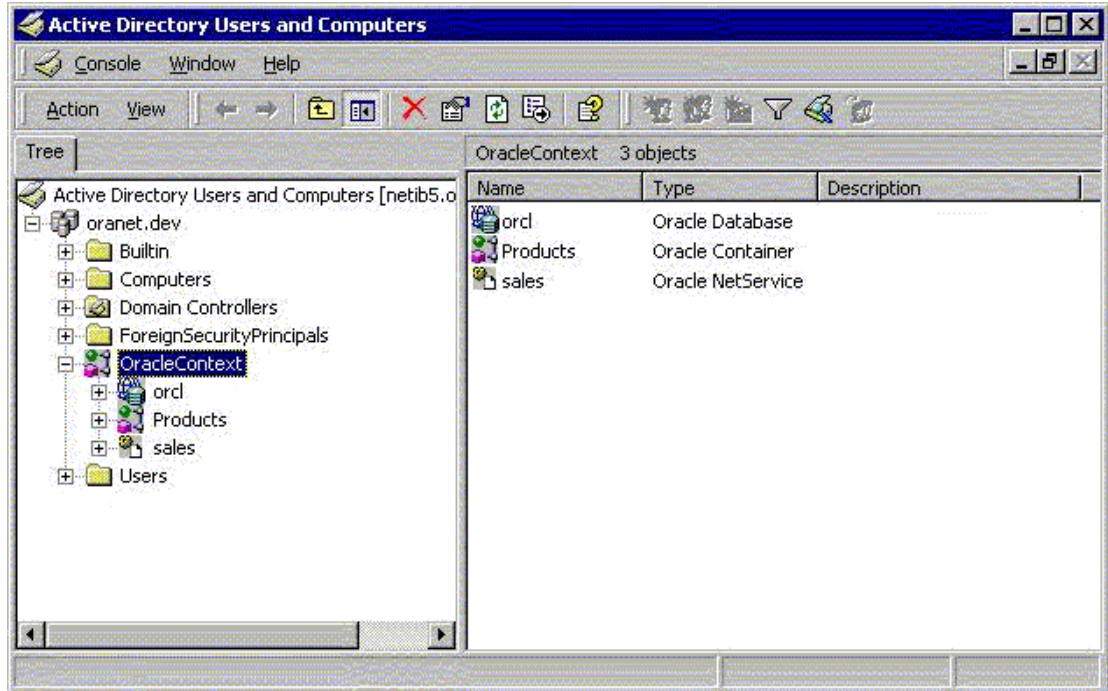 Active Directory Users and Computers
Console Window Help
Action View
Tree
Active Directory Users and Computers [netib5.o
oranet.dev
Builtin
Computers
Domain Controllers
ForeignSecurityPrincipals
OracleContext
orcl
Products
sales
Users
OracleContext 3 objects
Name Type Description
orcl Oracle Database
Products Oracle Container
sales Oracle NetService